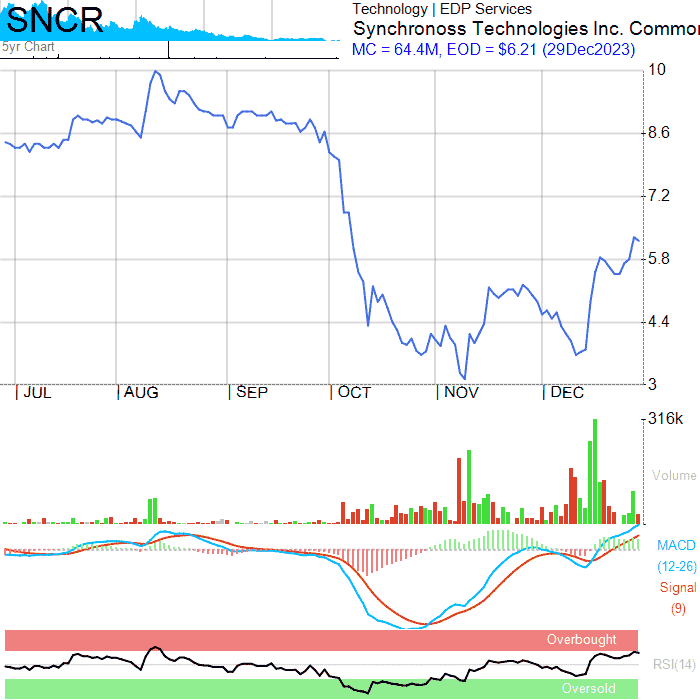 SNCR
5yr Chart
Technology | EDP Services
Synchronoss Technologies Inc. Common
MC = 64.4M, EOD = $6.21 (29Dec2023)
10
8.6
7.2
5.8
4.4
3
JUL AUG SEP OCT NOV DEC
316k
Volume
MACD
(12-26)
Signal
(9)
Overbought
RSI(14)
Oversold